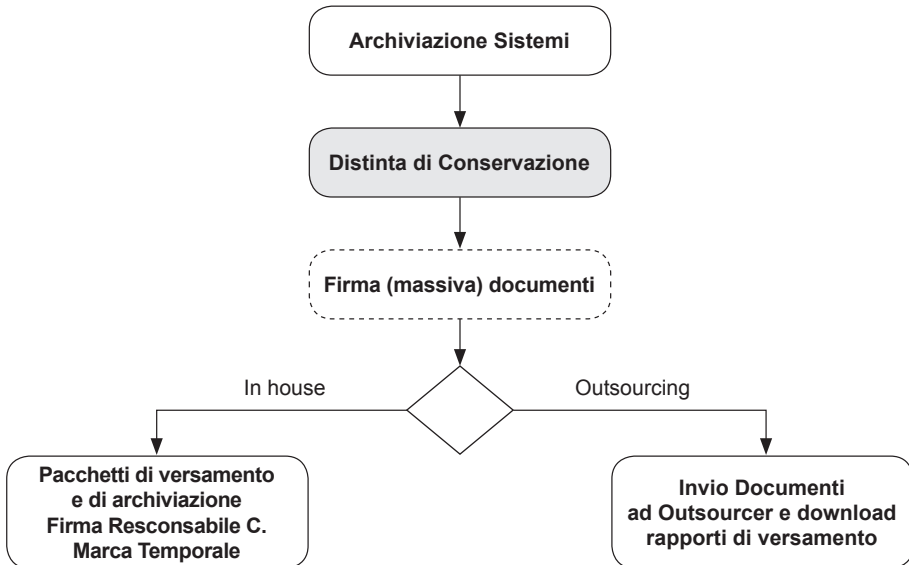 Archiviazione Sistemi
Distinta di Conservazione
Firma (massiva) documenti
In house
Outsourcing
Pacchetti di versamento
e di archiviazione
Firma Resconsabile C.
Marca Temporale
Invio Documenti
ad Outsourcer e download
rapporti di versamento